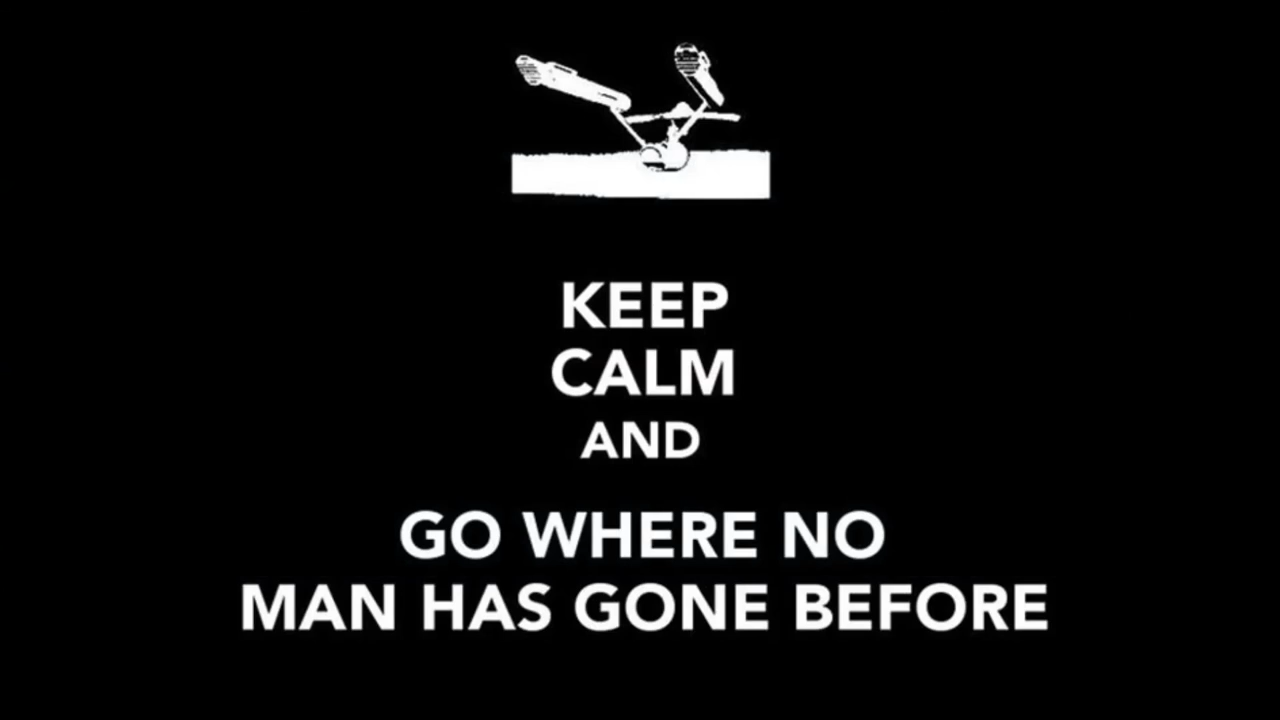 KEEP
CALM
AND
GO WHERE NO
MAN HAS GONE BEFORE